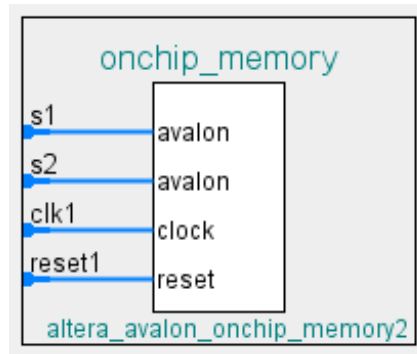 onchip_memory
s1
avalon
s2
avalon
clk1
clock
reset1
reset
altera_avalon_onchip_memory2